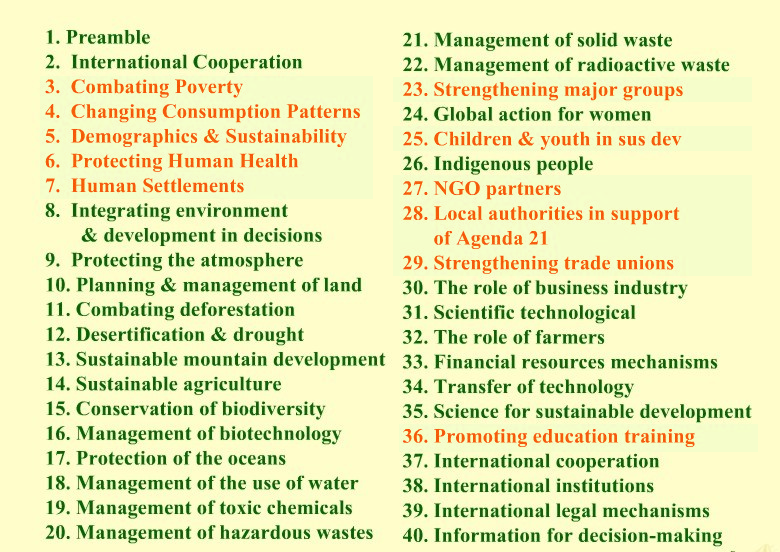 1. Preamble
2. International Cooperation
3. Combating Poverty
4. Changing Consumption Patterns
5. Demographics & Sustainability
6. Protecting Human Health
7. Human Settlements
8. Integrating environment
& development in decisions
9. Protecting the atmosphere
10. Planning & management of land
11. Combating deforestation
12. Desertification & drought
13. Sustainable mountain development
14. Sustainable agriculture
15. Conservation of biodiversity
16. Management of biotechnology
17. Protection of the oceans
18. Management of the use of water
19. Management of toxic chemicals
20. Management of hazardous wastes
21. Management of solid waste
22. Management of radioactive waste
23. Strengthening major groups
24. Global action for women
25. Children & youth in sus dev
26. Indigenous people
27. NGO partners
28. Local authorities in support
of Agenda 21
29. Strengthening trade unions
30. The role of business industry
31. Scientific technological
32. The role of farmers
33. Financial resources mechanisms
34. Transfer of technology
35. Science for sustainable development
36. Promoting education training
37. International cooperation
38. International institutions
39. International legal mechanisms
40. Information for decision-making